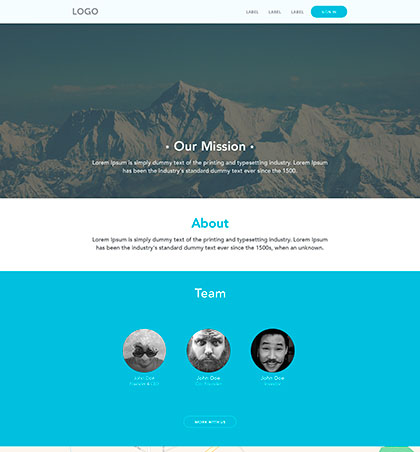 LOGO
LABEL LABEL LABEL SIGN IN
• Our Mission •
Lorem Ipsum is simply dummy text of the printing and typesetting industry. Lorem Ipsum
has been the industry's standard dummy text ever since the 1500.
About
Lorem Ipsum is simply dummy text of the printing and typesetting industry. Lorem Ipsum
has been the industry's standard dummy text ever since the 1500s, when an unknown.
Team
John Doe John Doe John Doe
WORK WITH US